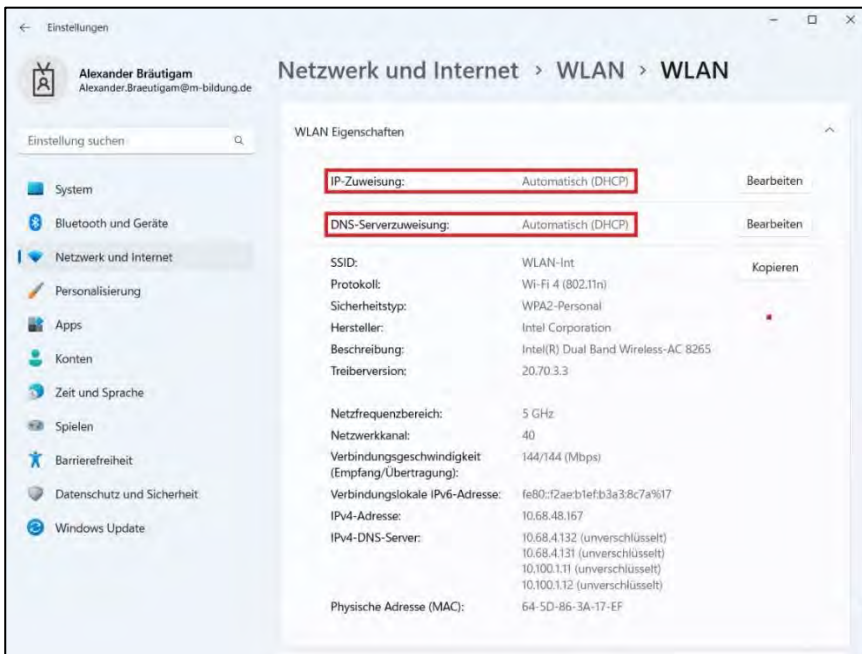 Einstellungen
Alexander Bräutigam
Alexander.Braeutigam@m-bildung.de
Einstellung suchen
System
Bluetooth und Geräte
Netzwerk und Internet
Personalisierung
Apps
Konten
Zeit und Sprache
Spielen
Barrierefreiheit
Datenschutz und Sicherheit
Windows Update
Netzwerk und Internet › WLAN › WLAN
WLAN Eigenschaften
IP-Zuweisung: Automatisch (DHCP) Bearbeiten
DNS-Serverzuweisung: Automatisch (DHCP) Bearbeiten
SSID: WLAN-Int Kopieren
Protokoll: Wi-Fi 4 (802.11n)
Sicherheitstyp: WPA2-Personal
Hersteller: Intel Corporation
Beschreibung: Intel(R) Dual Band Wireless-AC 8265
Treiberversion: 20.70.3.3
Netzfrequenzbereich: 5 GHz
Netzwerkkanal: 40
Verbindungsgeschwindigkeit 144/144 (Mbps)
(Empfang/Übertragung):
Verbindungslokale IPv6-Adresse: fe80::f2ae:b1ef:b3a3:8c7a%17
IPv4-Adresse: 10.68.48.167
IPv4-DNS-Server: 10.68.4.132 (unverschlüsselt)
10.68.4.131 (unverschlüsselt)
10.100.1.11 (unverschlüsselt)
10.100.1.12 (unverschlüsselt)
Physische Adresse (MAC): 64-5D-86-3A-17-EF